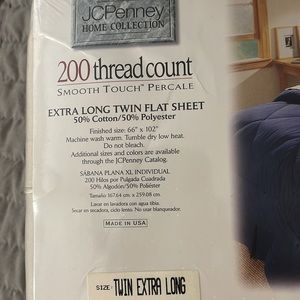 JCPenney
HOME COLLECTION
200 thread count
SMOOTH TOUCH™ PERCALE
EXTRA LONG TWIN FLAT SHEET
50% Cotton/50% Polyester
Finished size: 66" x 102"
Machine wash warm. Tumble dry low heat.
Do not bleach.
Additional sizes and colors are available
through the JCPenney Catalog.
SÁBANA PLANA XL INDIVIDUAL
200 Hilos por Pulgada Cuadrada
50% Algodón/50% Poliéster
Tamaño 167.64 cm x 259.08 cm.
Lavar en lavadora con agua tibia.
Secar en secadora, ciclo lento. No usar blanqueador.
MADE IN USA
SIZE: TWIN EXTRA LONG